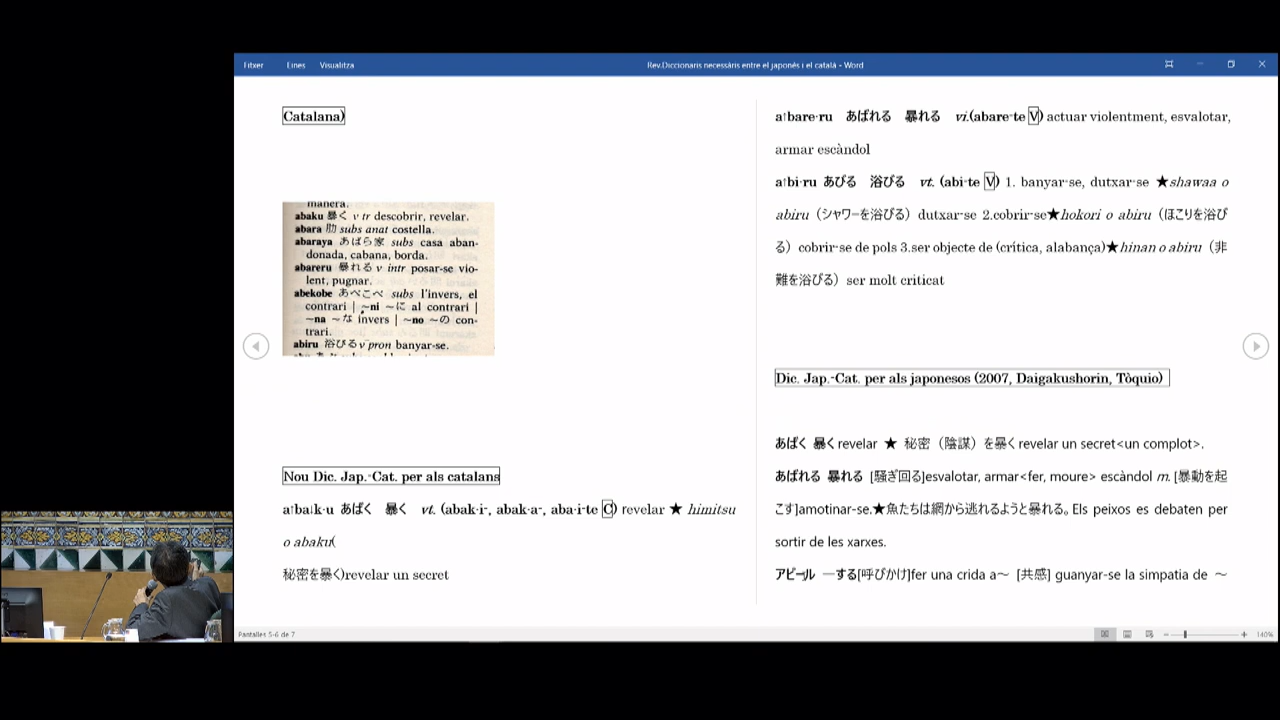 Fitxer Eines Visualitza
Rev.Diccionaris necessàris entre el japonés i el català - Word
Catalana)
manera.
abaku 暴く v tr descobrir, revelar.
abara 肋 subs anat costella.
abaraya あばら家 subs casa aban-
donada, cabana, borda.
abareru 暴れる v intr posar-se vio-
lent, pugnar.
abekobe あべこべ subs l'invers, el
contrari | ~ni ~に al contrari |
~na ~な invers | ~no ~の con-
trari.
abiru 浴びる v pron banyar-se.
Nou Dic. Jap.-Cat. per als catalans
a↑ba↓k·u あばく 暴く vt. (abak·i-, abak·a-, aba·i-te C) revelar ★ himitsu
o abaku(
秘密を暴く)revelar un secret
a↑bare·ru あばれる 暴れる vi.(abare-te V) actuar violentment, esvalotar,
armar escàndol
a↑bi·ru あびる 浴びる vt. (abi-te V) 1. banyar-se, dutxar-se ★shawaa o
abiru（シャワーを浴びる）dutxar-se 2.cobrir-se★hokori o abiru（ほこりを浴び
る）cobrir-se de pols 3.ser objecte de (crítica, alabança)★hinan o abiru（非
難を浴びる）ser molt criticat
Dic. Jap.-Cat. per als japonesos (2007, Daigakushorin, Tòquio)
あばく 暴く revelar ★ 秘密（陰謀）を暴く revelar un secret<un complot>.
あばれる 暴れる [騒ぎ回る]esvalotar, armar<fer, moure> escàndol m. [暴動を起
こす]amotinar-se.★魚たちは網から逃れるようと暴れる。Els peixos es debaten per
sortir de les xarxes.
アピール ―する[呼びかけ]fer una crida a～ [共感] guanyar-se la simpatia de ～
Pantalles 5-6 de 7
140%